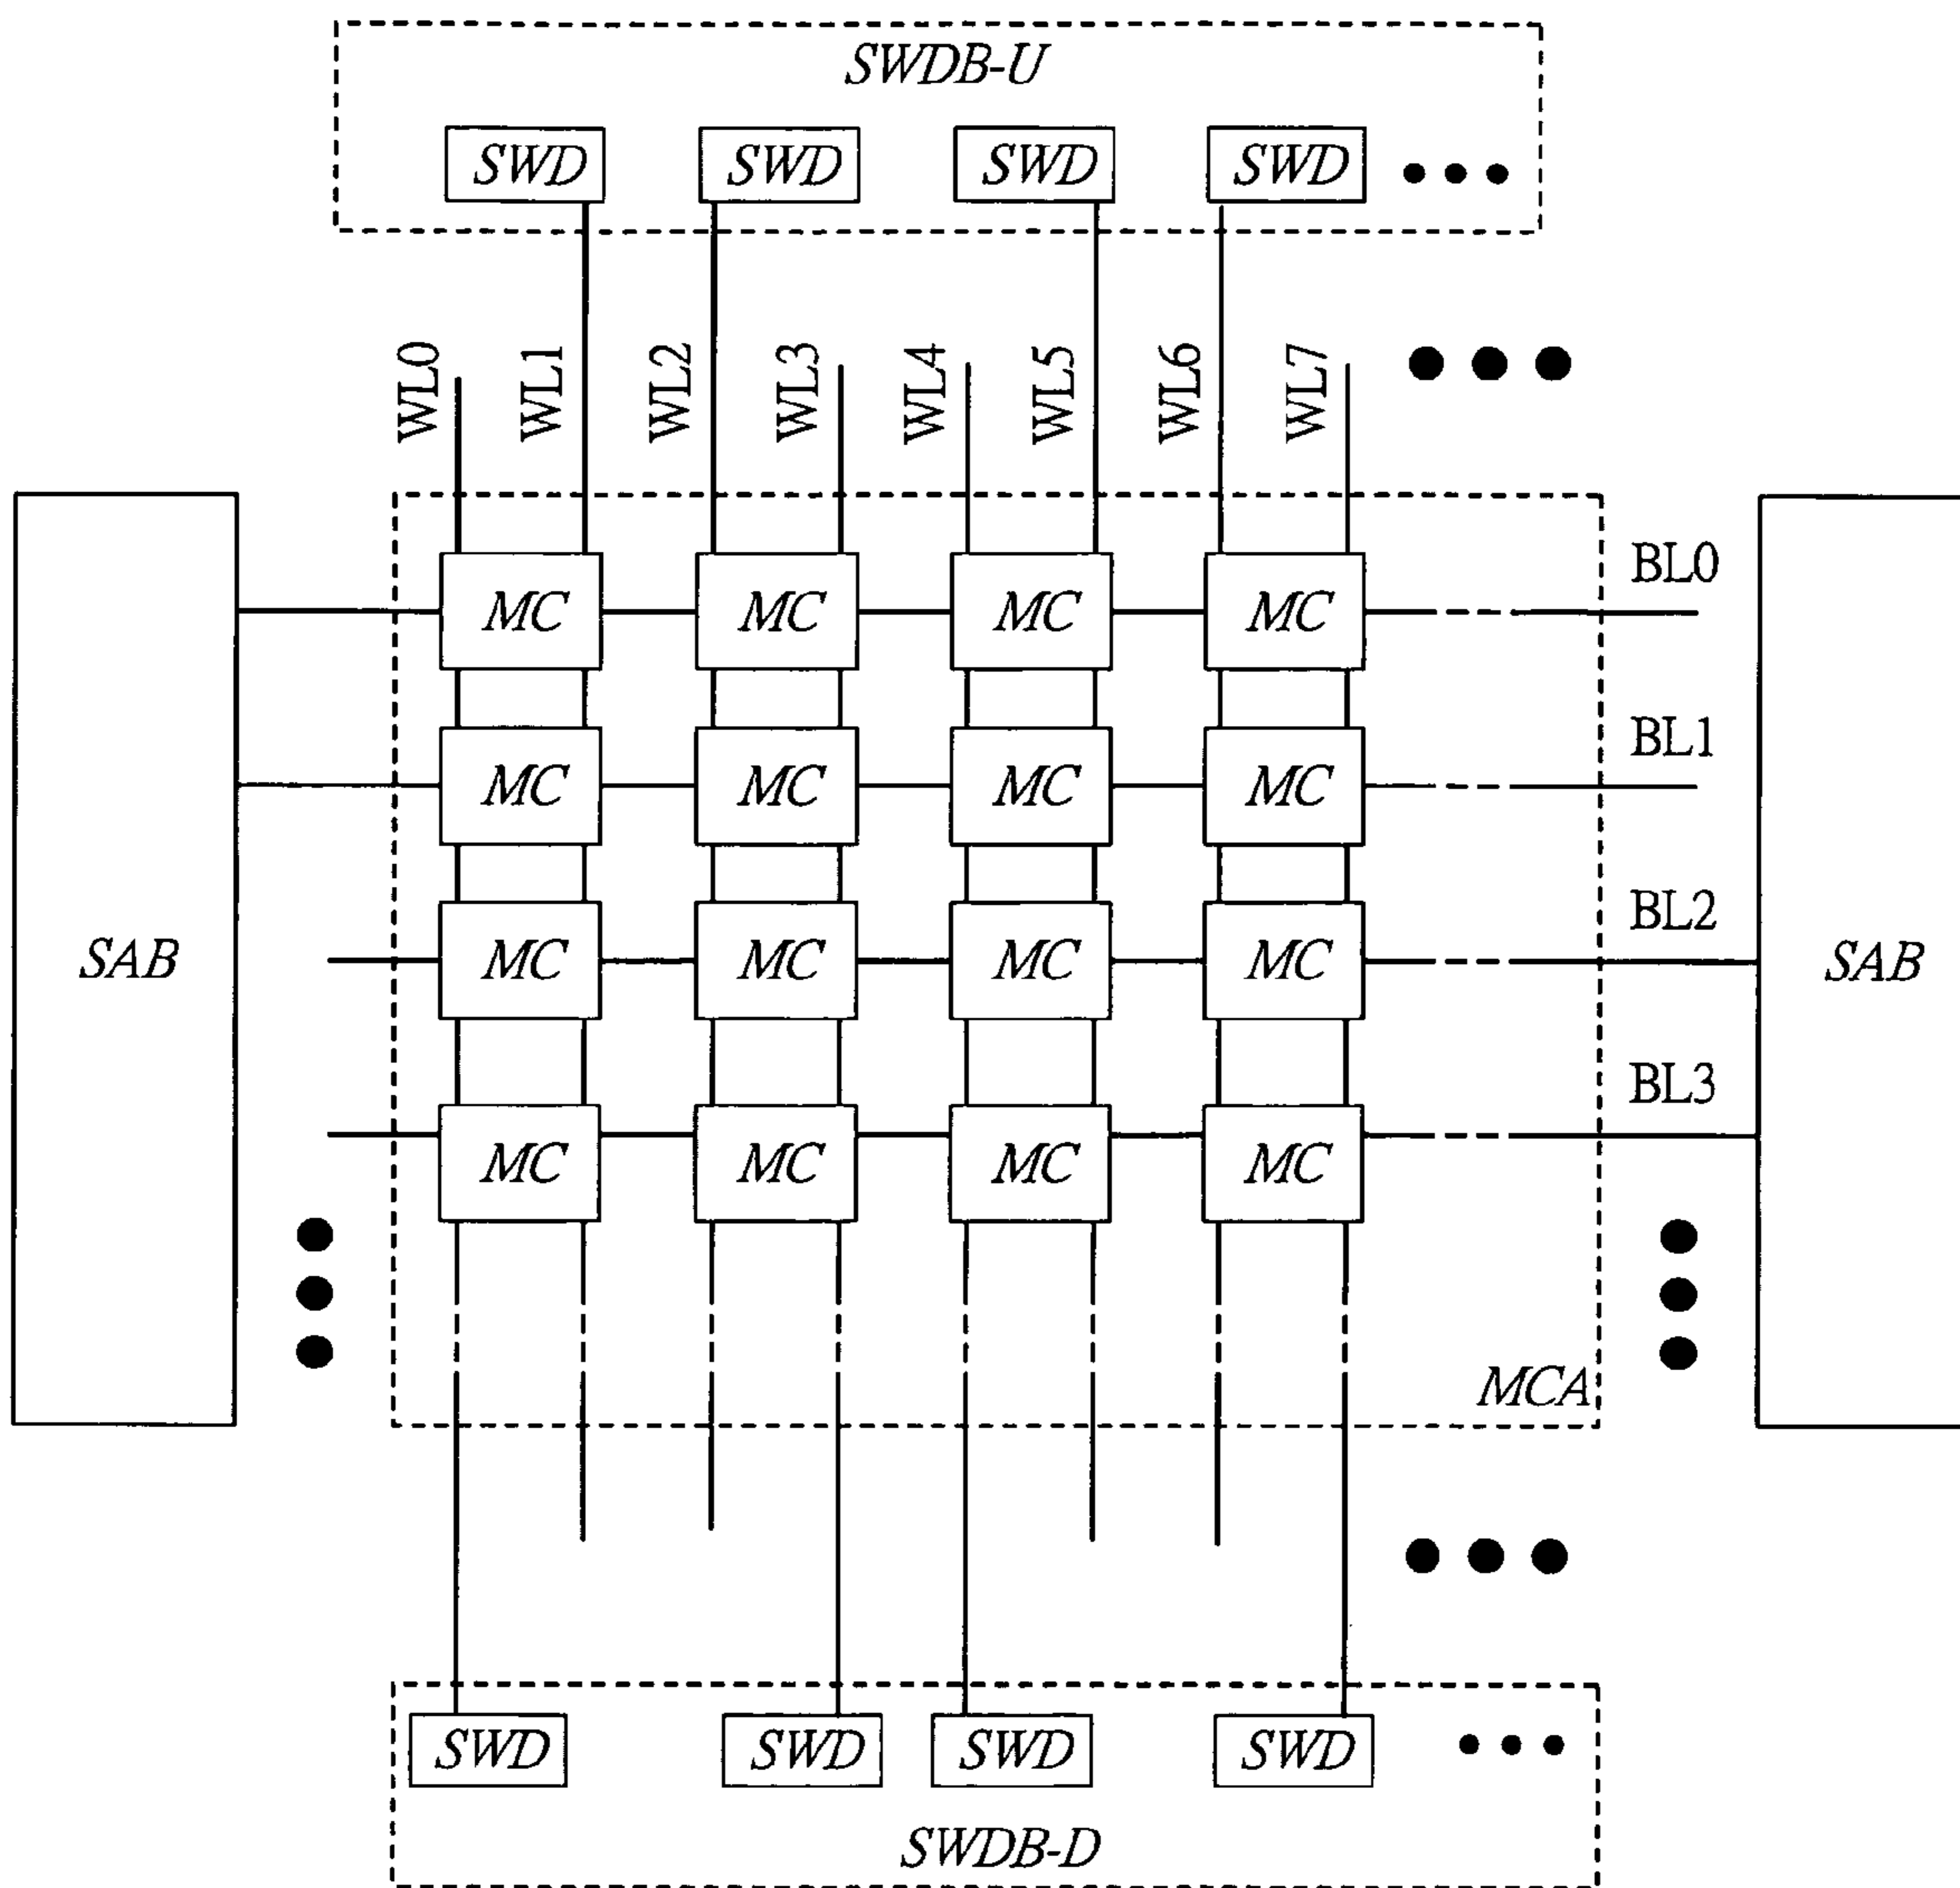 SWDB-U
SWD SWD SWD SWD
WL0 WL1 WL2 WL3 WL4 WL5 WL6 WL7
MC MC MC MC BL0
MC MC MC MC BL1
SAB MC MC MC MC BL2 SAB
MC MC MC MC BL3
MCA
SWD SWD SWD SWD
SWDB-D